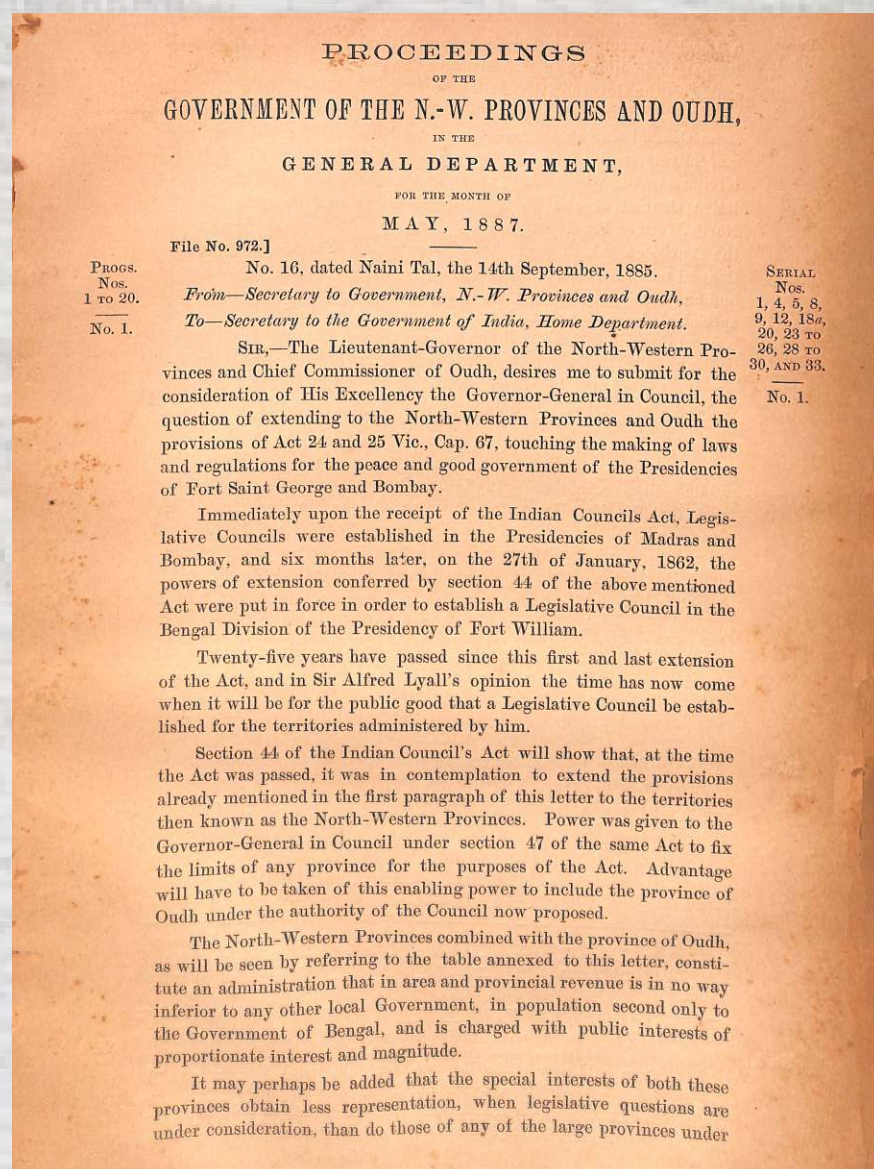 PROCEEDINGS
OF THE
GOVERNMENT OF THE N.-W. PROVINCES AND OUDH,
IN THE
GENERAL DEPARTMENT,
FOR THE MONTH OF
MAY, 1887.
File No. 972.]
PROGS.
Nos.
1 TO 20.
No. 1.
No. 16, dated Naini Tal, the 14th September, 1885.
From—Secretary to Government, N.-W. Provinces and Oudh,
To—Secretary to the Government of India, Home Department.
SERIAL
Nos.
1, 4, 5, 8,
9, 12, 18a,
20, 23 TO
26, 28 TO
30, AND 33.
No. 1.
SIR,—The Lieutenant-Governor of the North-Western Pro-
vinces and Chief Commissioner of Oudh, desires me to submit for the
consideration of His Excellency the Governor-General in Council, the
question of extending to the North-Western Provinces and Oudh the
provisions of Act 24 and 25 Vic., Cap. 67, touching the making of laws
and regulations for the peace and good government of the Presidencies
of Fort Saint George and Bombay.
Immediately upon the receipt of the Indian Councils Act, Legis-
lative Councils were established in the Presidencies of Madras and
Bombay, and six months later, on the 27th of January, 1862, the
powers of extension conferred by section 44 of the above mentioned
Act were put in force in order to establish a Legislative Council in the
Bengal Division of the Presidency of Fort William.
Twenty-five years have passed since this first and last extension
of the Act, and in Sir Alfred Lyall's opinion the time has now come
when it will be for the public good that a Legislative Council be estab-
lished for the territories administered by him.
Section 44 of the Indian Council's Act will show that, at the time
the Act was passed, it was in contemplation to extend the provisions
already mentioned in the first paragraph of this letter to the territories
then known as the North-Western Provinces. Power was given to the
Governor-General in Council under section 47 of the same Act to fix
the limits of any province for the purposes of the Act. Advantage
will have to be taken of this enabling power to include the province of
Oudh under the authority of the Council now proposed.
The North-Western Provinces combined with the province of Oudh,
as will be seen by referring to the table annexed to this letter, consti-
tute an administration that in area and provincial revenue is in no way
inferior to any other local Government, in population second only to
the Government of Bengal, and is charged with public interests of
proportionate interest and magnitude.
It may perhaps be added that the special interests of both these
provinces obtain less representation, when legislative questions are
under consideration, than do those of any of the large provinces under